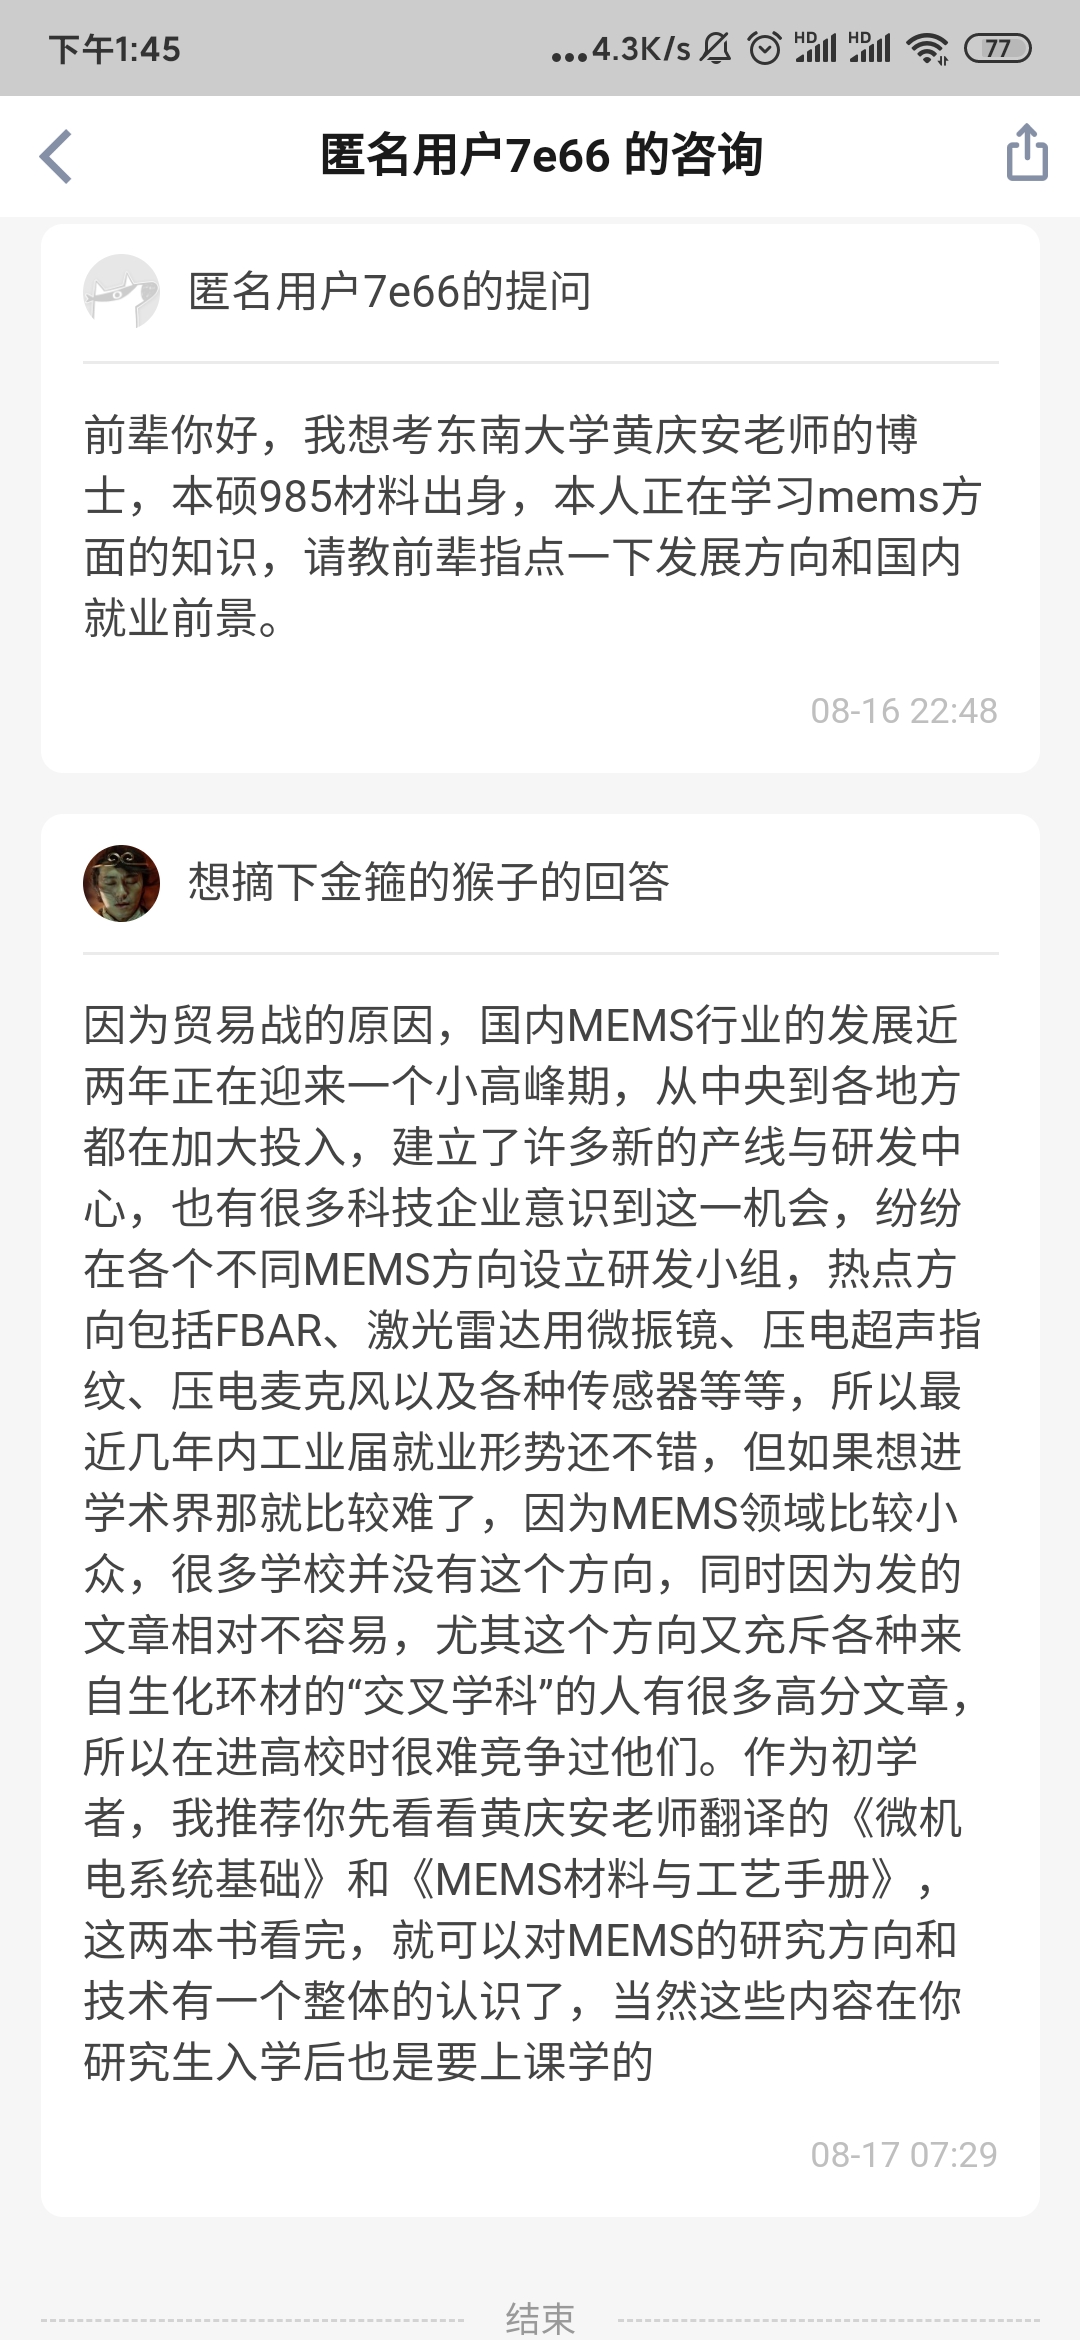 下午1:45
...4.3K/s
HD
HD
77
匿名用户7e66 的咨询
匿名用户7e66的提问
前辈你好，我想考东南大学黄庆安老师的博
士，本硕985材料出身，本人正在学习mems方
面的知识，请教前辈指点一下发展方向和国内
就业前景。
08-16 22:48
想摘下金箍的猴子的回答
因为贸易战的原因，国内MEMS行业的发展近
两年正在迎来一个小高峰期，从中央到各地方
都在加大投入，建立了许多新的产线与研发中
心，也有很多科技企业意识到这一机会，纷纷
在各个不同MEMS方向设立研发小组，热点方
向包括FBAR、激光雷达用微振镜、压电超声指
纹、压电麦克风以及各种传感器等等，所以最
近几年内工业届就业形势还不错，但如果想进
学术界那就比较难了，因为MEMS领域比较小
众，很多学校并没有这个方向，同时因为发的
文章相对不容易，尤其这个方向又充斥各种来
自生化环材的“交叉学科”的人有很多高分文章，
所以在进高校时很难竞争过他们。作为初学
者，我推荐你先看看黄庆安老师翻译的《微机
电系统基础》和《MEMS材料与工艺手册》，
这两本书看完，就可以对MEMS的研究方向和
技术有一个整体的认识了，当然这些内容在你
研究生入学后也是要上课学的
08-17 07:29
结束